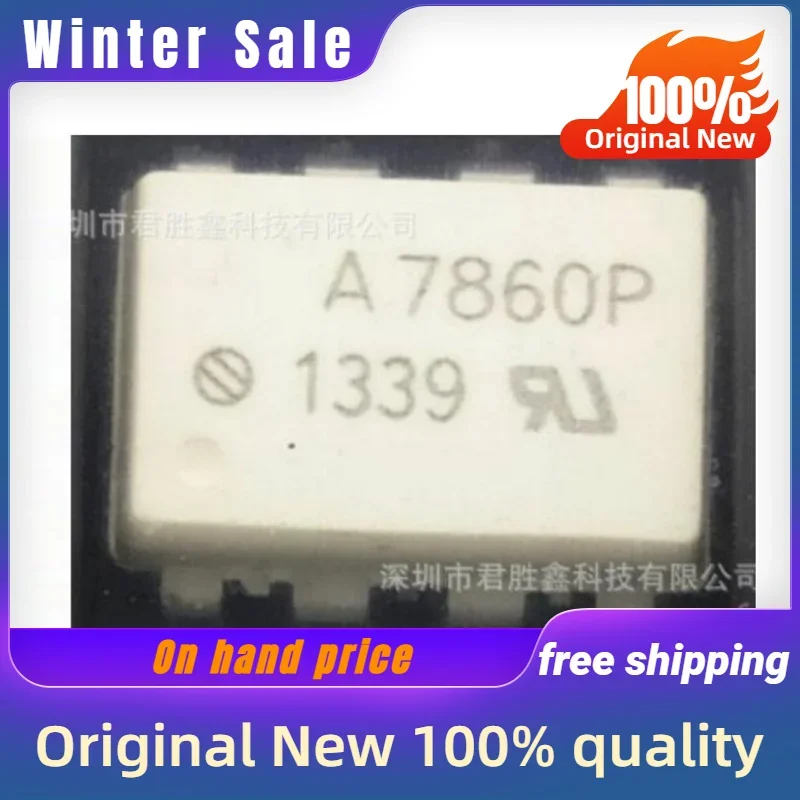 Winter Sale
100%
Original New
圳市君胜鑫科技有限公司
A7860P
1339
深圳市君胜鑫科技有限公司
On hand price
free shipping
Original New 100% quality